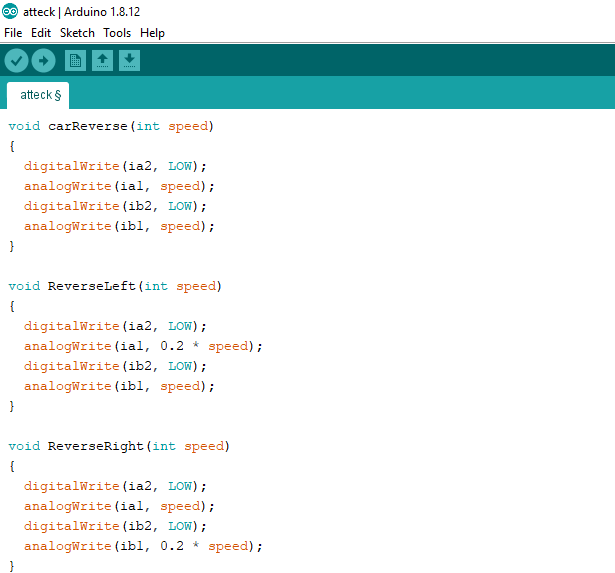 atteck | Arduino 1.8.12
File Edit Sketch Tools Help
atteck §
void carReverse(int speed)
{
  digitalWrite(ia2, LOW);
  analogWrite(ia1, speed);
  digitalWrite(ib2, LOW);
  analogWrite(ib1, speed);
}

void ReverseLeft(int speed)
{
  digitalWrite(ia2, LOW);
  analogWrite(ia1, 0.2 * speed);
  digitalWrite(ib2, LOW);
  analogWrite(ib1, speed);
}

void ReverseRight(int speed)
{
  digitalWrite(ia2, LOW);
  analogWrite(ia1, speed);
  digitalWrite(ib2, LOW);
  analogWrite(ib1, 0.2 * speed);
}